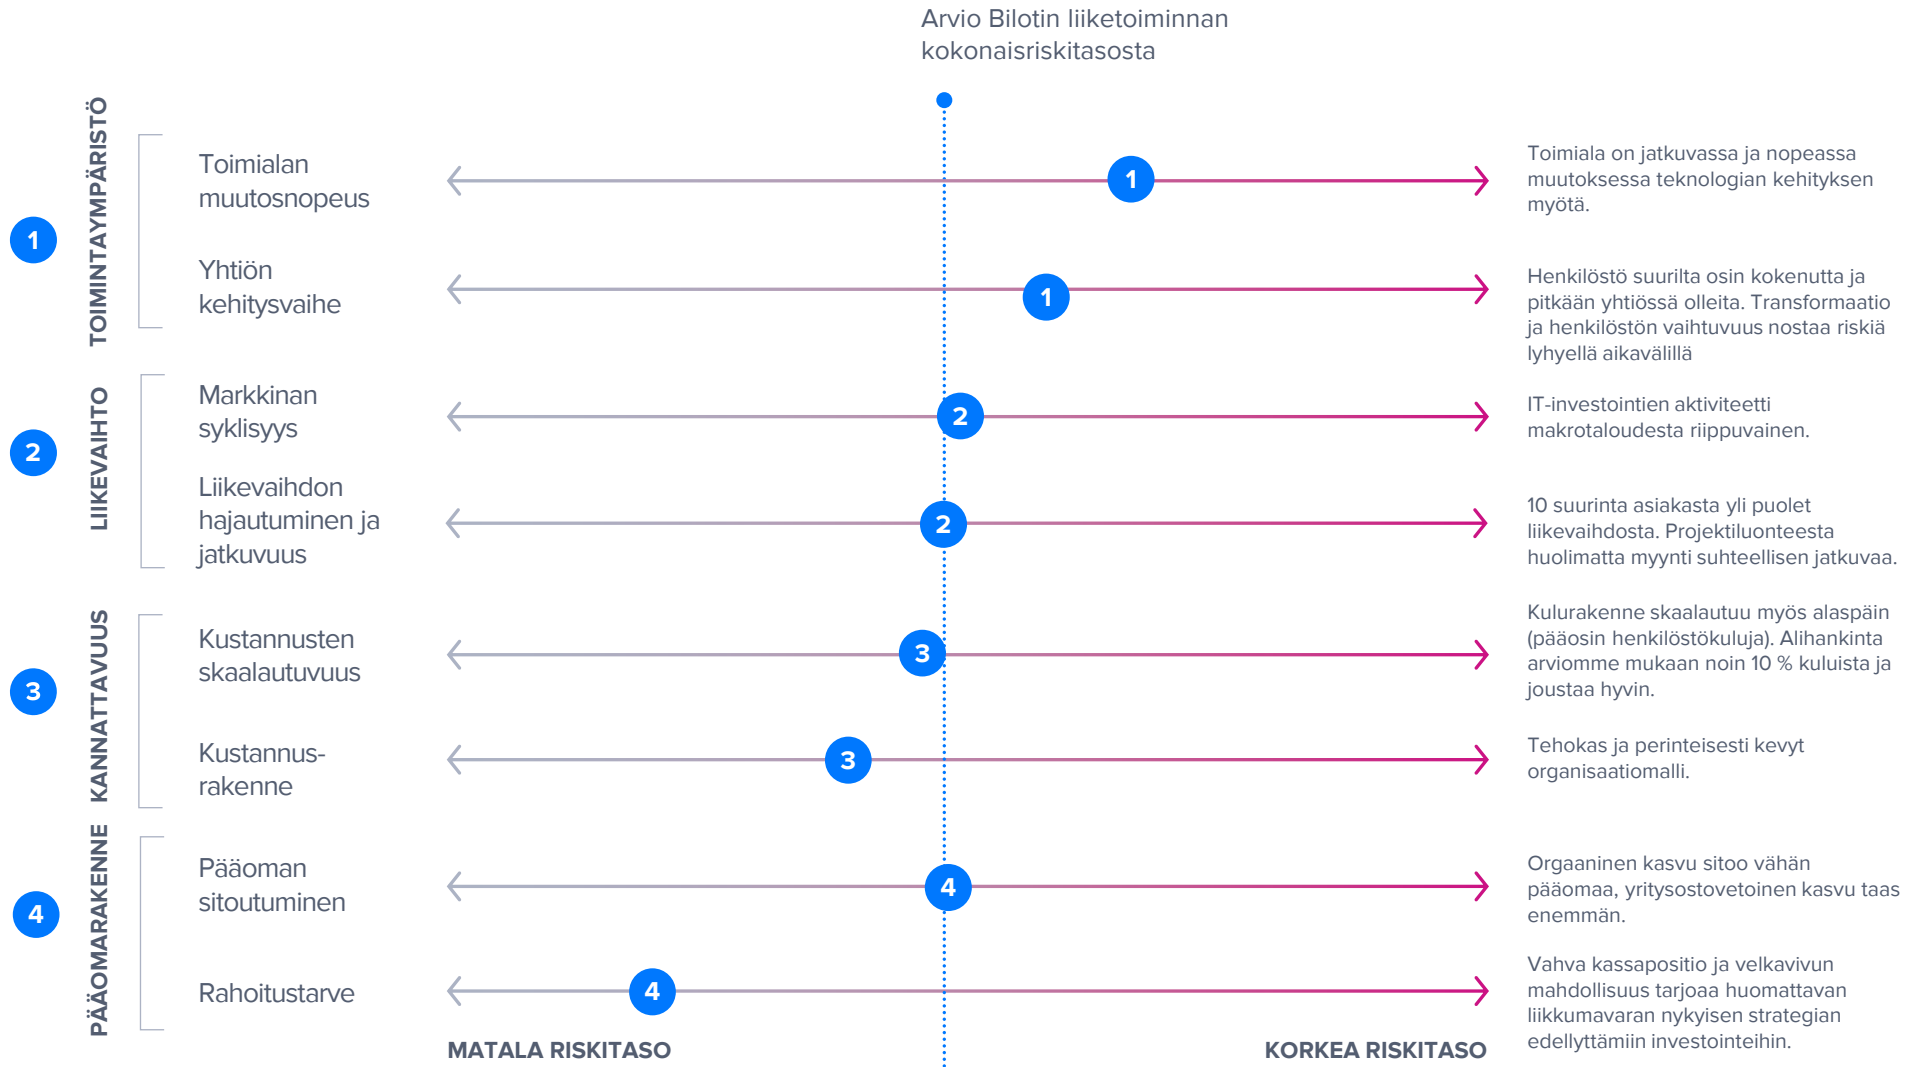 Arvio Bilotin liiketoiminnan
kokonaisriskitasosta
1
TOIMINTAYMPÄRISTÖ
Toimialan
muutosnopeus
1
Toimiala on jatkuvassa ja nopeassa
muutoksessa teknologian kehityksen
myötä.
Yhtiön
kehitysvaihe
1
Henkilöstö suurilta osin kokenutta ja
pitkään yhtiössä olleita. Transformaatio
ja henkilöstön vaihtuvuus nostaa riskiä
lyhyellä aikavälillä
2
LIIKEVAIHTO
Markkinan
syklisyys
2
IT-investointien aktiviteetti
makrotaloudesta riippuvainen.
Liikevaihdon
hajautuminen ja
jatkuvuus
2
10 suurinta asiakasta yli puolet
liikevaihdosta. Projektiluonteesta
huolimatta myynti suhteellisen jatkuvaa.
3
KANNATTAVUUS
Kustannusten
skaalautuvuus
3
Kulurakenne skaalautuu myös alaspäin
(pääosin henkilöstökuluja). Alihankinta
arviomme mukaan noin 10 % kuluista ja
joustaa hyvin.
Kustannus-
rakenne
3
Tehokas ja perinteisesti kevyt
organisaatiomalli.
4
PÄÄOMARAKENNE
Pääoman
sitoutuminen
4
Orgaaninen kasvu sitoo vähän
pääomaa, yritysostovetoinen kasvu taas
enemmän.
Rahoitustarve
4
Vahva kassapositio ja velkavivun
mahdollisuus tarjoaa huomattavan
liikkumavaran nykyisen strategian
edellyttämiin investointeihin.
MATALA RISKITASO
KORKEA RISKITASO